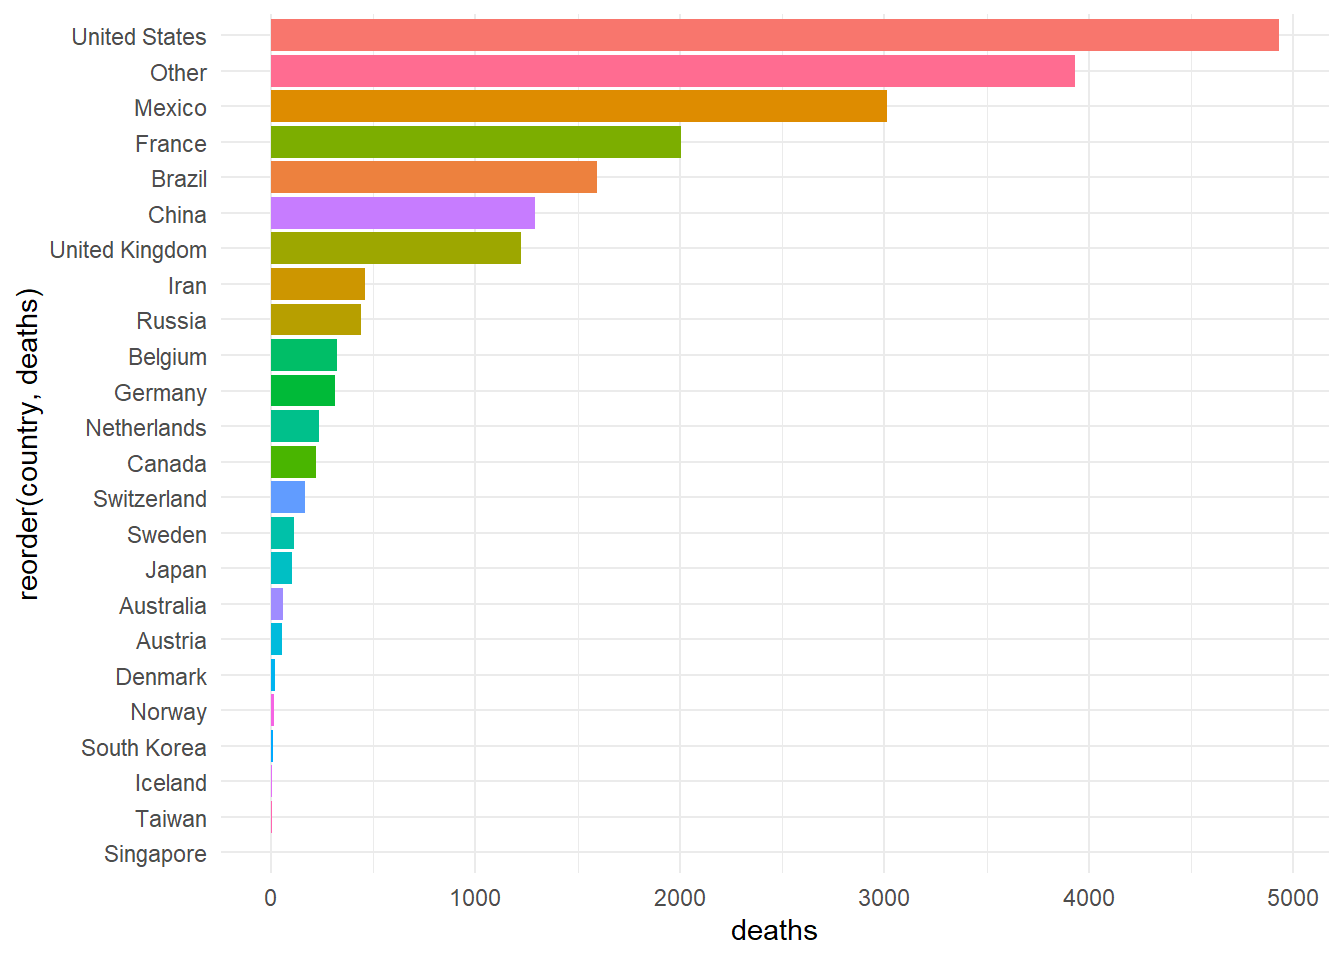 United States
Other
Mexico
France
Brazil
China
United Kingdom
Iran
Russia
Belgium
Germany
Netherlands
Canada
Switzerland
Sweden
Japan
Australia
Austria
Denmark
Norway
South Korea
Iceland
Taiwan
Singapore
reorder(country, deaths)
0 1000 2000 3000 4000 5000
deaths